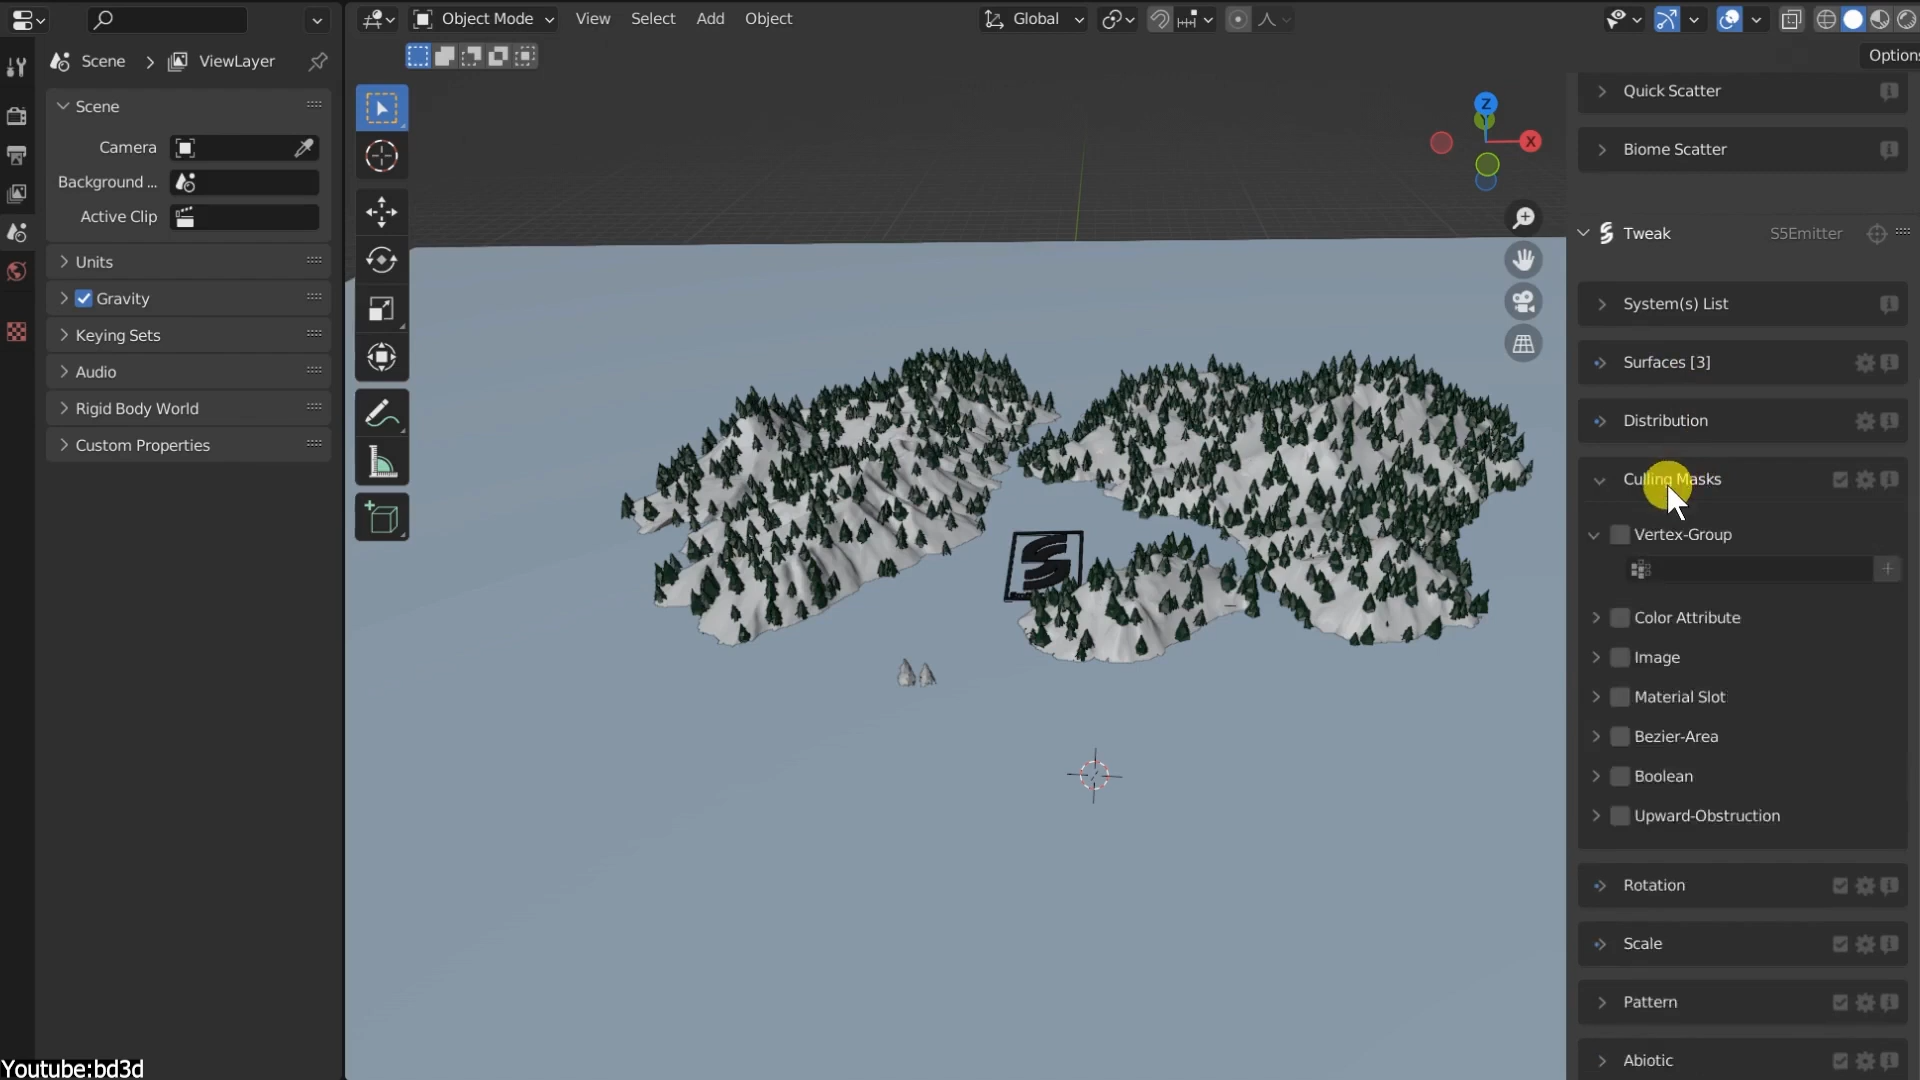 Object Mode
View
Select
Add
Object
Global
Options
Scene
ViewLayer
Scene
Camera
Background ...
Active Clip
Units
Gravity
Keying Sets
Audio
Rigid Body World
Custom Properties
Z
Y
X
Quick Scatter
Biome Scatter
Tweak
S5Emitter
System(s) List
Surfaces [3]
Distribution
Culling Masks
Vertex-Group
Color Attribute
Image
Material Slot
Bezier-Area
Boolean
Upward-Obstruction
Rotation
Scale
Pattern
Abiotic
Youtube:bd3d